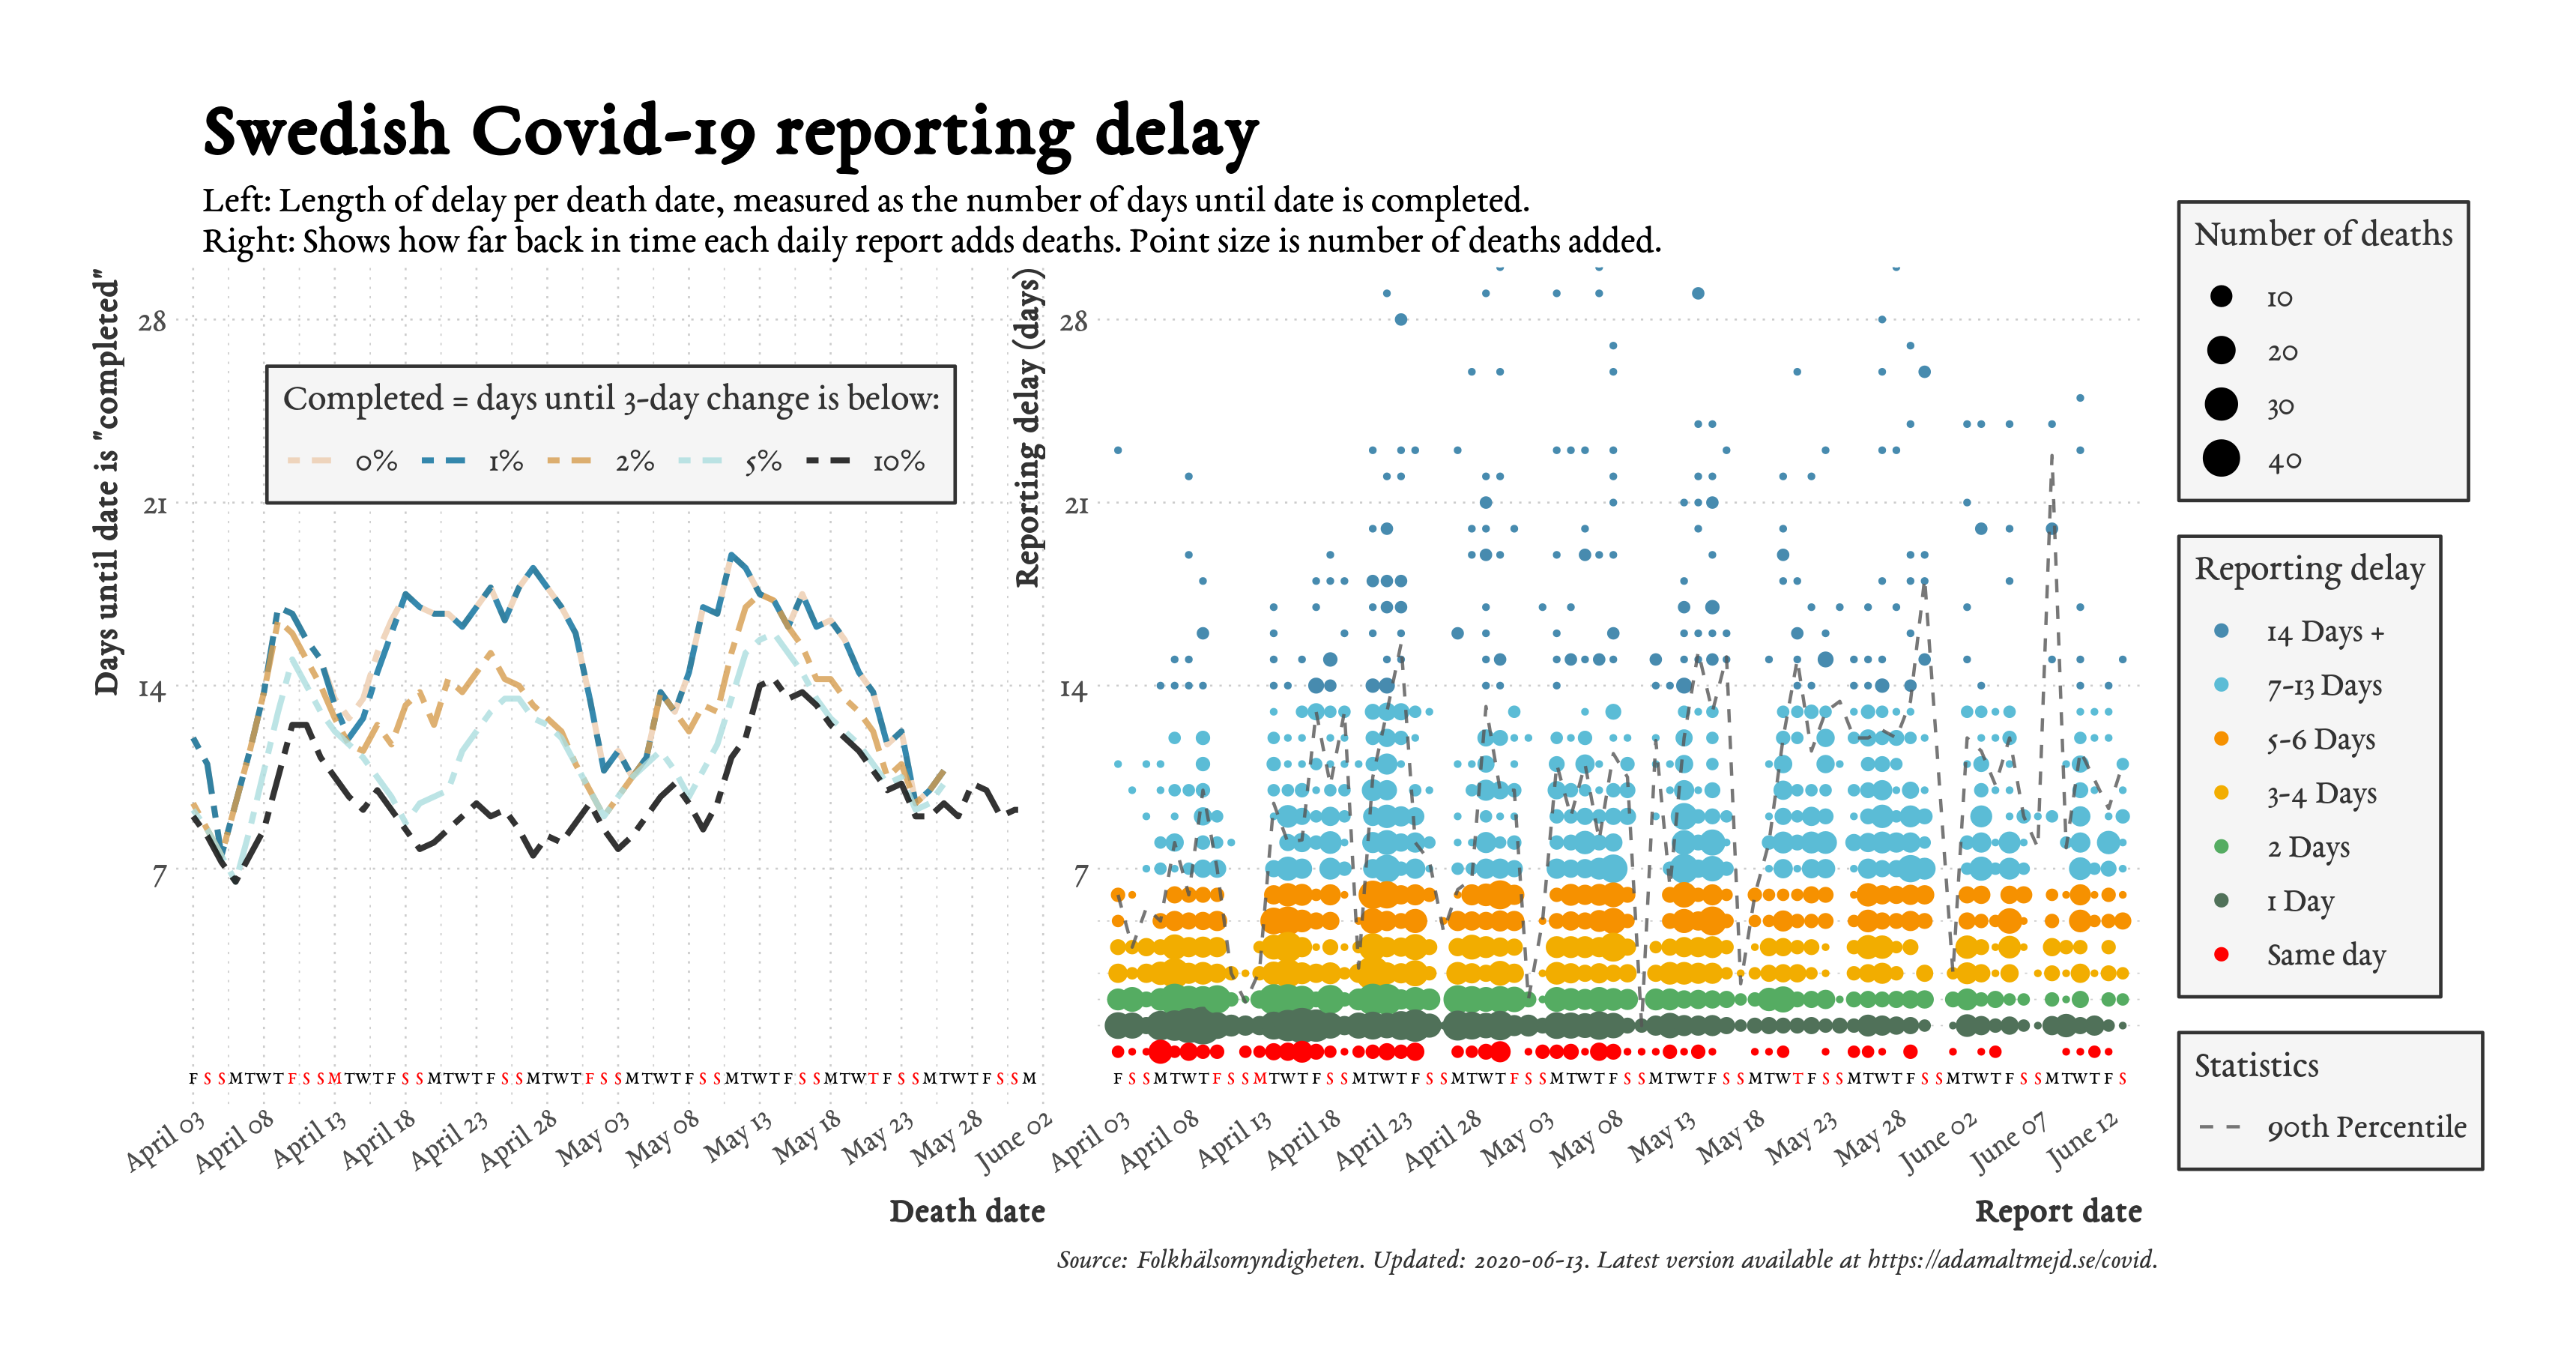 Swedish Covid-19 reporting delay
Left: Length of delay per death date, measured as the number of days until date is completed.
Right: Shows how far back in time each daily report adds deaths. Point size is number of deaths added.
Days until date is "completed"
28
21
14
7
Completed = days until 3-day change is below:
0% 1% 2% 5% 10%
F S S M T W T F S S M T W T F S S M T W T F S S M T W T F S S M T W T F S S M T W T F S S M T W T F S S M T W T F S S M
April 03 April 08 April 13 April 18 April 23 April 28 May 03 May 08 May 13 May 18 May 23 May 28 June 02
Death date
Reporting delay (days)
28
21
14
7
F S S M T W T F S S M T W T F S S M T W T F S S M T W T F S S M T W T F S S M T W T F S S M T W T F S S M T W T F S S M T W T F S S M T W T F S
April 03 April 08 April 13 April 18 April 23 April 28 May 03 May 08 May 13 May 18 May 23 May 28 June 02 June 07 June 12
Report date
Number of deaths
10
20
30
40
Reporting delay
14 Days +
7-13 Days
5-6 Days
3-4 Days
2 Days
1 Day
Same day
Statistics
90th Percentile
Source: Folkhälsomyndigheten. Updated: 2020-06-13. Latest version available at https://adamaltmejd.se/covid.